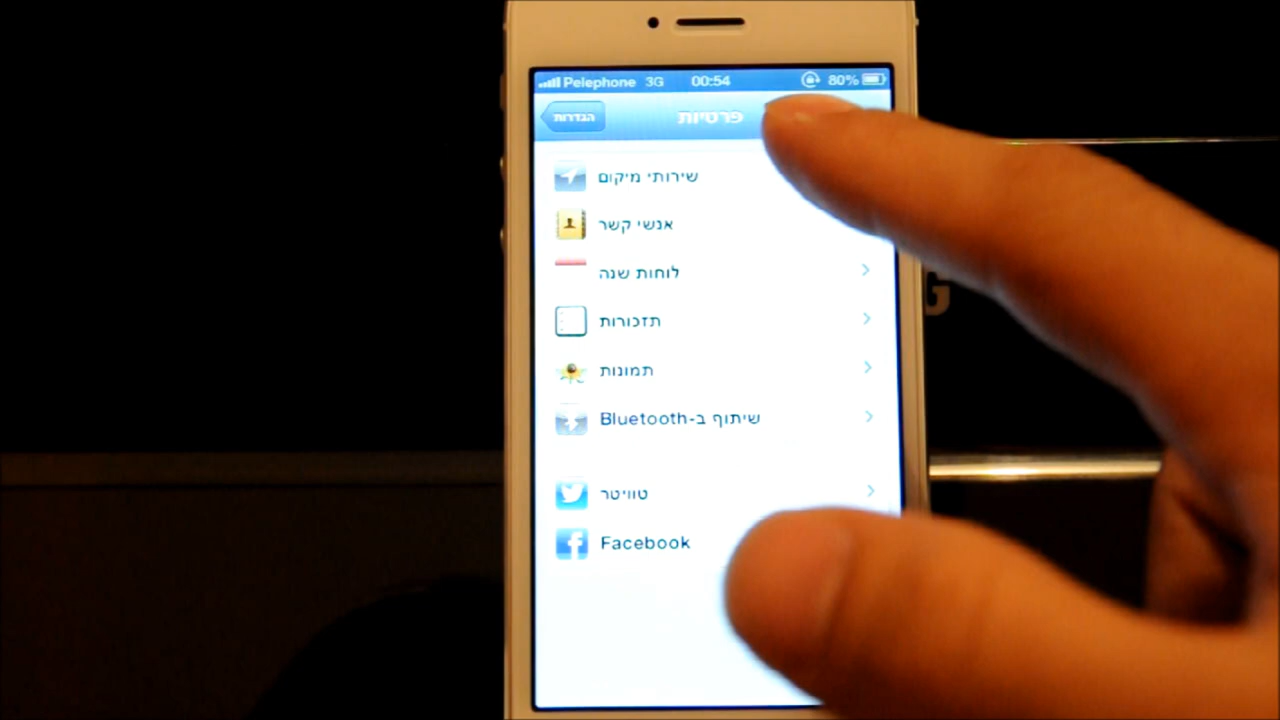 Pelephone 3G 00:54 80%
הגדרות פרטיות
שירותי מיקום
אנשי קשר
לוחות שנה
תזכורות
תמונות
שיתוף ב-Bluetooth
טוויטר
Facebook
G